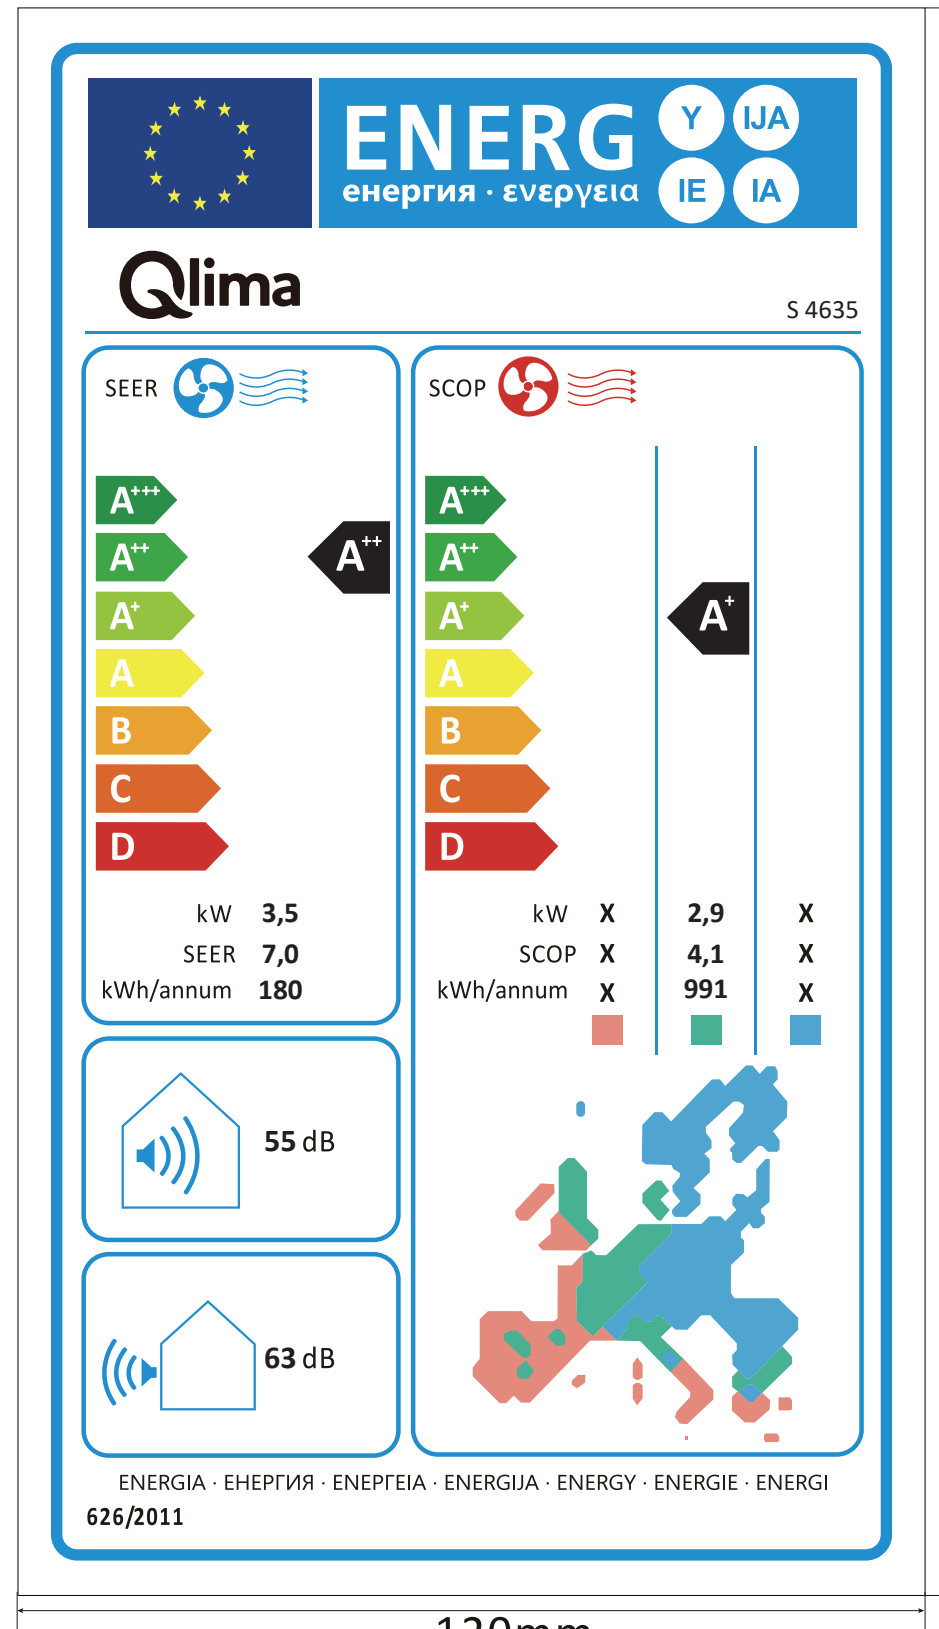 ENERG Y IJA
енергия · ενεργεια IE IA
Qlima
S 4635
SEER
SCOP
A+++
A++
A+
A
B
C
D
A++
A+++
A++
A+
A
B
C
D
A+
kW 3,5
SEER 7,0
kWh/annum 180
kW X 2,9 X
SCOP X 4,1 X
kWh/annum X 991 X
55 dB
63 dB
ENERGIA · ЕНЕРГИЯ · ΕΝΕΡΓΕΙΑ · ENERGIJA · ENERGY · ENERGIE · ENERGI
626/2011